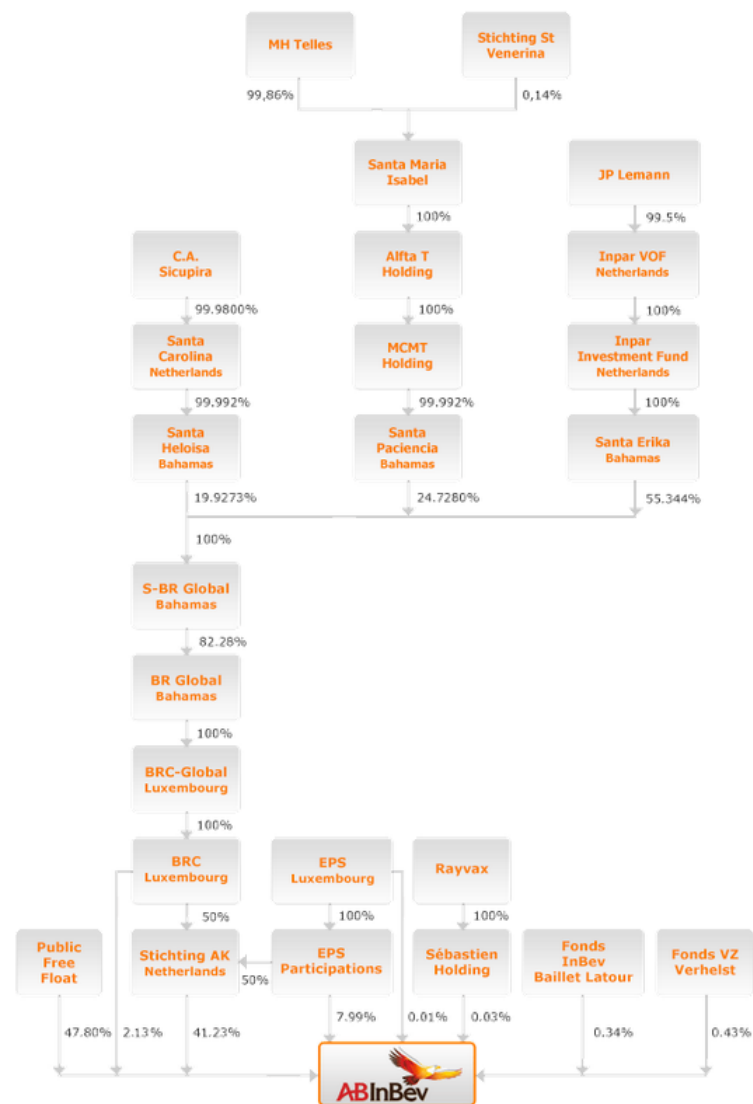 MH Telles
Stichting St
Venerina
99,86%
0,14%
Santa Maria
Isabel
JP Lemann
100%
99.5%
C.A.
Sicupira
Alfta T
Holding
Inpar VOF
Netherlands
99.9800%
100%
100%
Santa
Carolina
Netherlands
MCMT
Holding
Inpar
Investment Fund
Netherlands
99.992%
99.992%
100%
Santa
Heloisa
Bahamas
Santa
Paciencia
Bahamas
Santa Erika
Bahamas
19.9273%
24.7280%
55.344%
100%
S-BR Global
Bahamas
82.28%
BR Global
Bahamas
100%
BRC-Global
Luxembourg
100%
BRC
Luxembourg
EPS
Luxembourg
Rayvax
50%
100%
100%
Public
Free
Float
Stichting AK
Netherlands
50%
EPS
Participations
Sébastien
Holding
Fonds
InBev
Baillet Latour
Fonds VZ
Verhelst
47.80%
2.13%
41.23%
7.99%
0.01%
0.03%
0.34%
0.43%
ABInBev